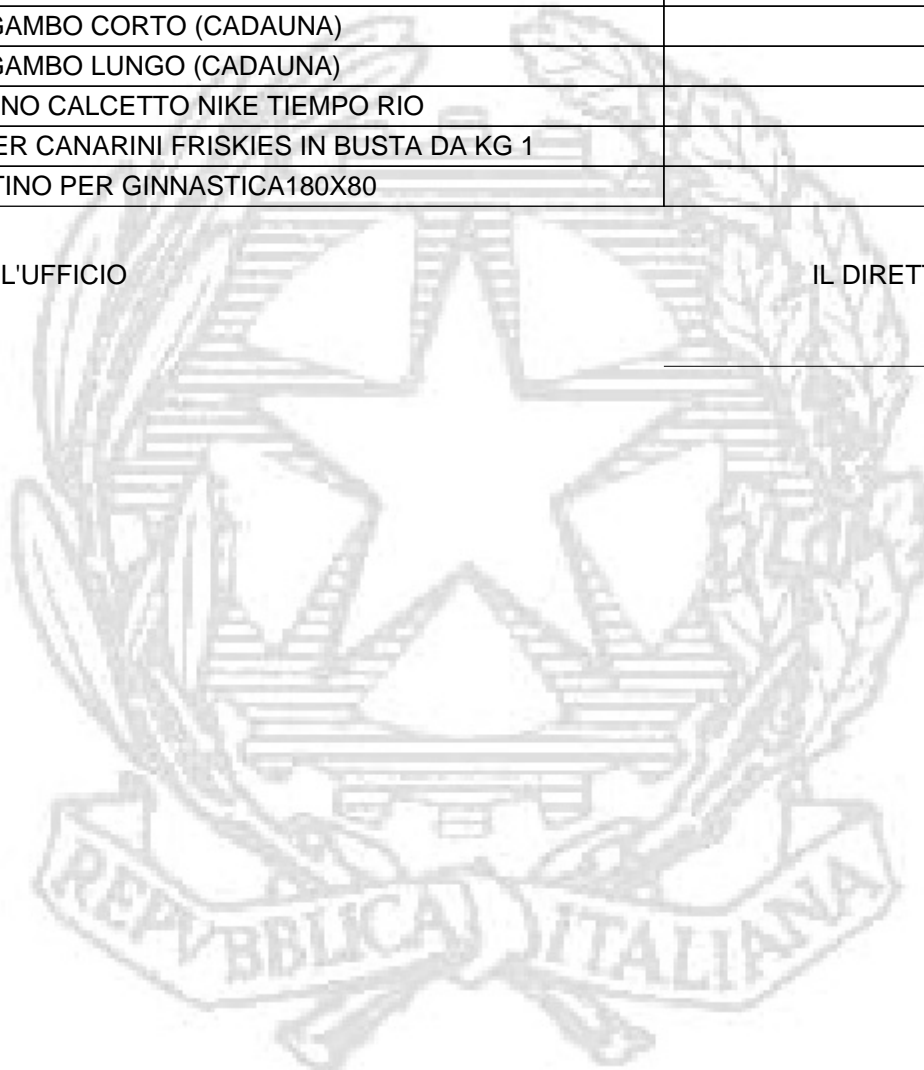 GAMBO CORTO (CADAUNA)
GAMBO LUNGO (CADAUNA)
NO CALCETTO NIKE TIEMPO RIO
ER CANARINI FRISKIES IN BUSTA DA KG 1
TINO PER GINNASTICA180X80
L'UFFICIO IL DIRETT
REPVBBLICA ITALIANA